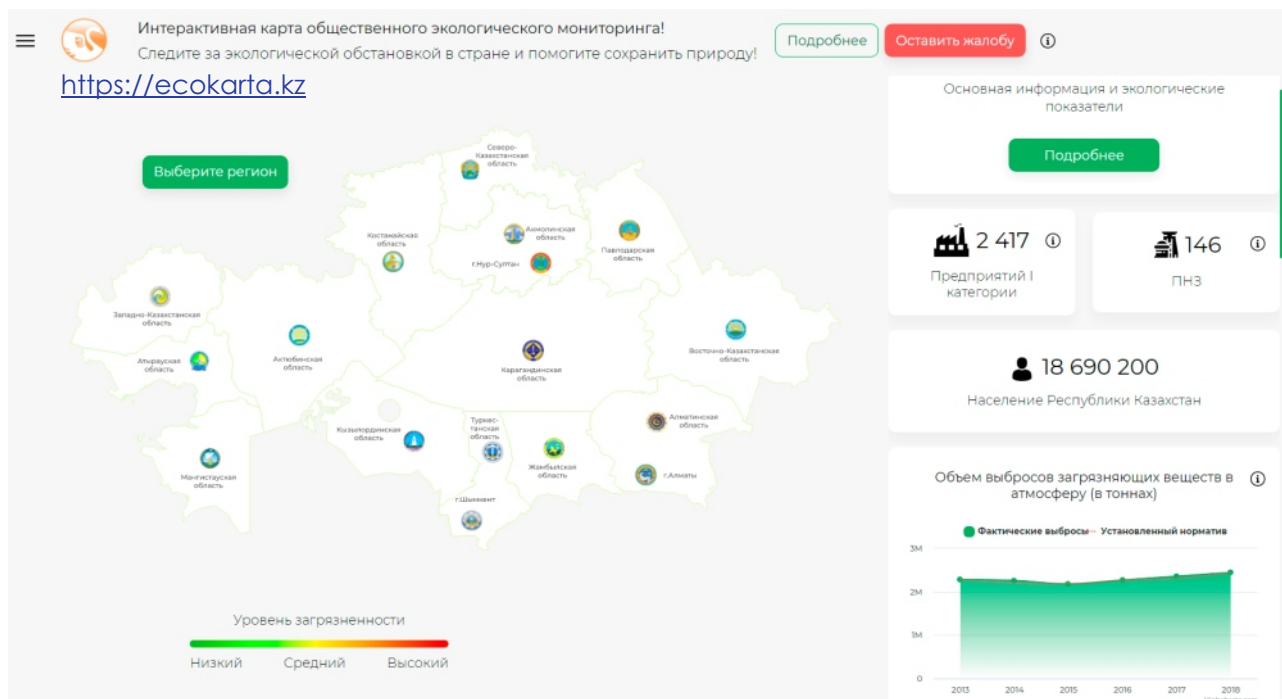 Интерактивная карта общественного экологического мониторинга!
Следите за экологической обстановкой в стране и помогите сохранить природу!
Подробнее
Оставить жалобу
https://ecokarta.kz
Выберите регион
Северо-
Казахстанская
область
Костанайская
область
Акмолинская
область
г.Нур-Султан
Павлодарская
область
Западно-Казахстанская
область
Атырауская
область
Актюбинская
область
Карагандинская
область
Восточно-Казахстанская
область
Мангистауская
область
Кызылординская
область
Туркес-
танская
область
Жамбылская
область
Алматинская
область
г.Алматы
г.Шымкент
Уровень загрязненности
Низкий
Средний
Высокий
Основная информация и экологические
показатели
Подробнее
2 417
Предприятий I
категории
146
ПНЗ
18 690 200
Население Республики Казахстан
Объем выбросов загрязняющих веществ в
атмосферу (в тоннах)
Фактические выбросы
Установленный норматив
3M
2M
1M
0
2013
2014
2015
2016
2017
2018